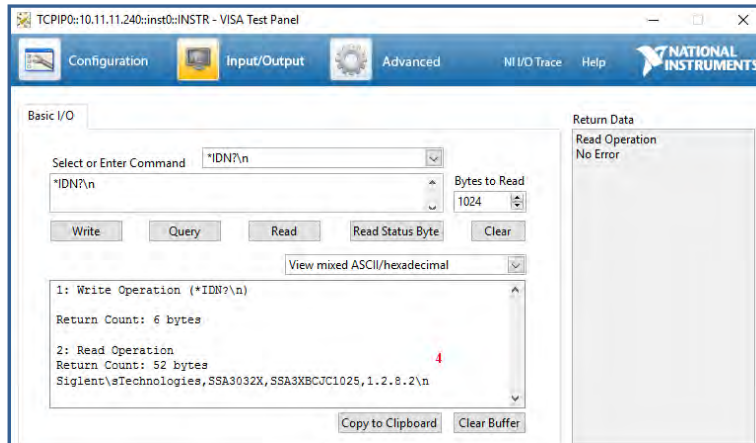 TCPIP0::10.11.11.240::inst0::INSTR - VISA Test Panel
Configuration Input/Output Advanced NI I/O Trace Help NATIONAL INSTRUMENTS
Basic I/O
Return Data
Read Operation
No Error
Select or Enter Command *IDN?\n
*IDN?\n
Bytes to Read
1024
Write Query Read Read Status Byte Clear
View mixed ASCII/hexadecimal
1: Write Operation (*IDN?\n)
Return Count: 6 bytes
2: Read Operation
4
Return Count: 52 bytes
Siglent\sTechnologies,SSA3032X,SSA3XBCJC1025,1.2.8.2\n
Copy to Clipboard Clear Buffer